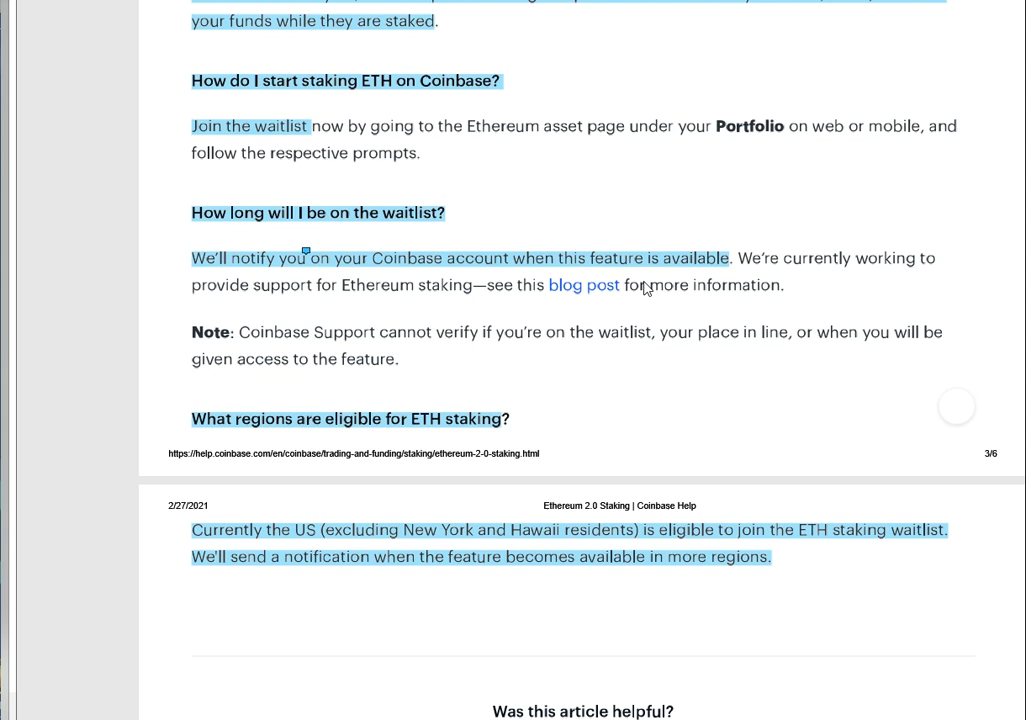 your funds while they are staked.
How do I start staking ETH on Coinbase?
Join the waitlist now by going to the Ethereum asset page under your Portfolio on web or mobile, and
follow the respective prompts.
How long will I be on the waitlist?
We'll notify you on your Coinbase account when this feature is available. We're currently working to
provide support for Ethereum staking—see this blog post for more information.
Note: Coinbase Support cannot verify if you're on the waitlist, your place in line, or when you will be
given access to the feature.
What regions are eligible for ETH staking?
https://help.coinbase.com/en/coinbase/trading-and-funding/staking/ethereum-2-0-staking.html 3/6
2/27/2021 Ethereum 2.0 Staking | Coinbase Help
Currently the US (excluding New York and Hawaii residents) is eligible to join the ETH staking waitlist.
We'll send a notification when the feature becomes available in more regions.
Was this article helpful?